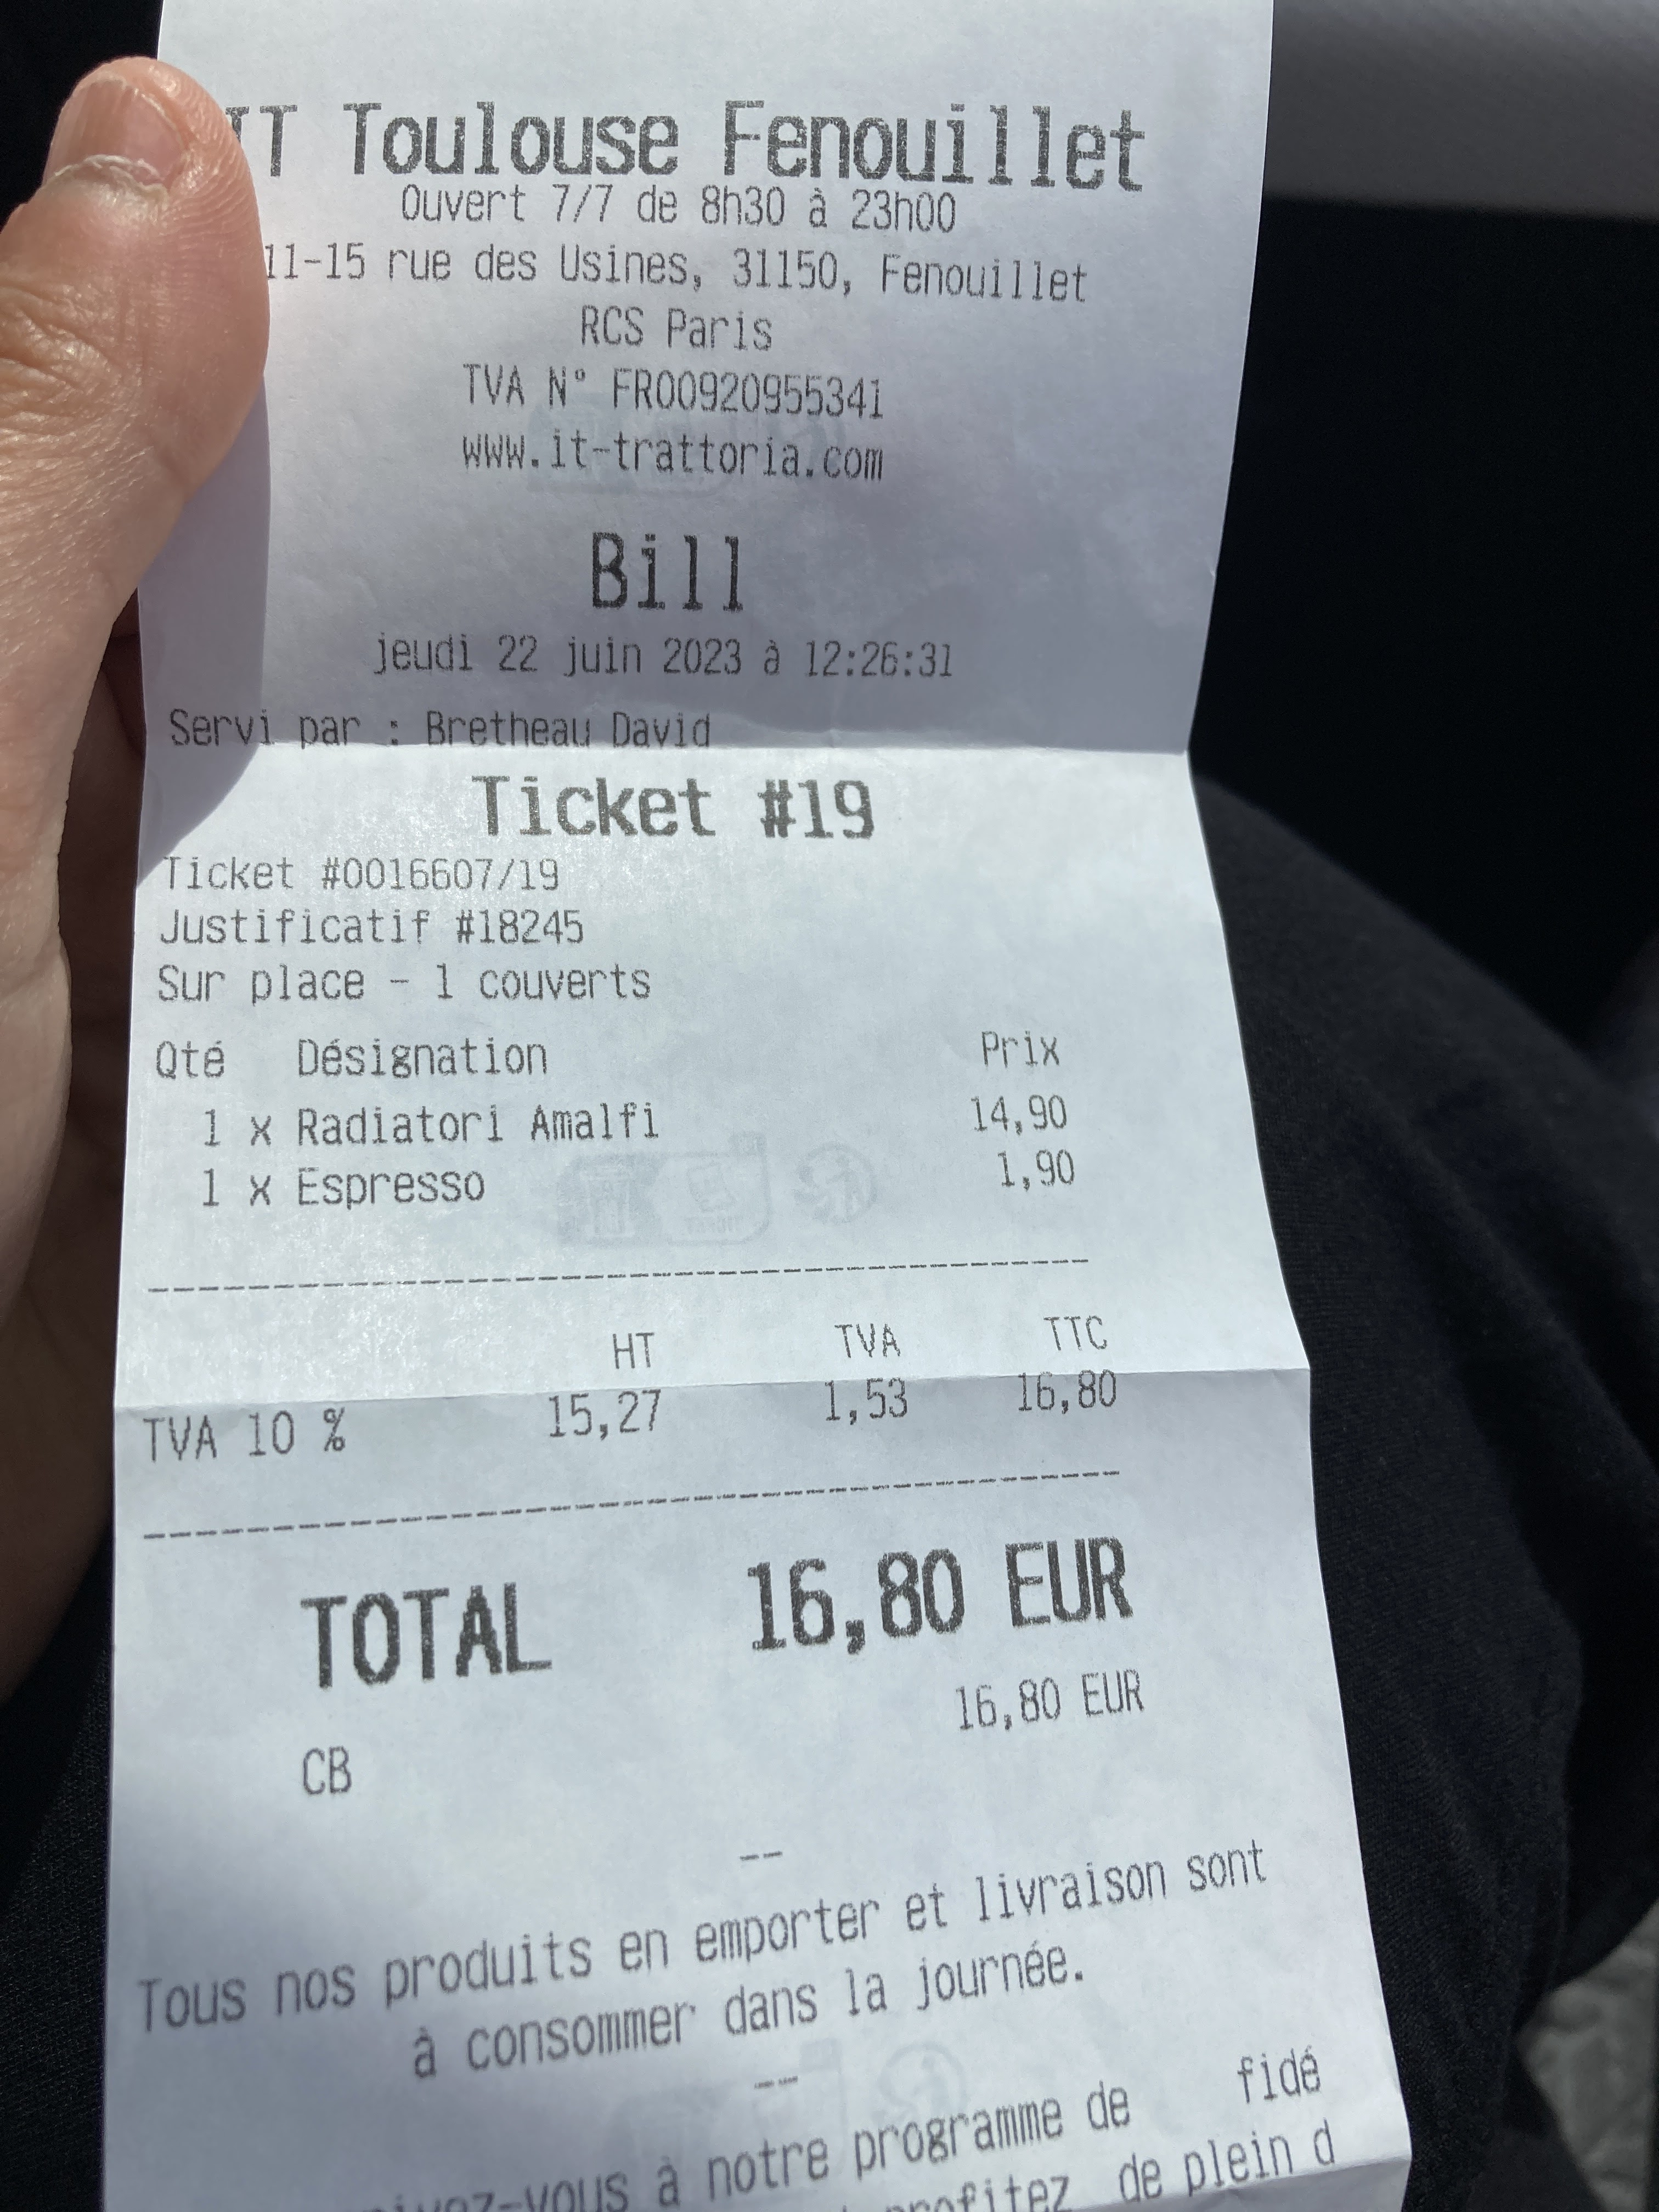 IT Toulouse Fenouillet
Ouvert 7/7 de 8h30 à 23h00
11-15 rue des Usines, 31150, Fenouillet
RCS Paris
TVA N° FR00920955341
www.it-trattoria.com
Bill
jeudi 22 juin 2023 à 12:26:31
Servi par : Bretheau David
Ticket #19
Ticket #0016607/19
Justificatif #18245
Sur place - 1 couverts
Qté Désignation Prix
1 x Radiatori Amalfi 14,90
1 x Espresso 1,90
HT TVA TTC
TVA 10 % 15,27 1,53 16,80
TOTAL 16,80 EUR
CB 16,80 EUR
--
Tous nos produits en emporter et livraison sont
à consommer dans la journée.
--
-vous à notre programme de fidé
profitez de plein d